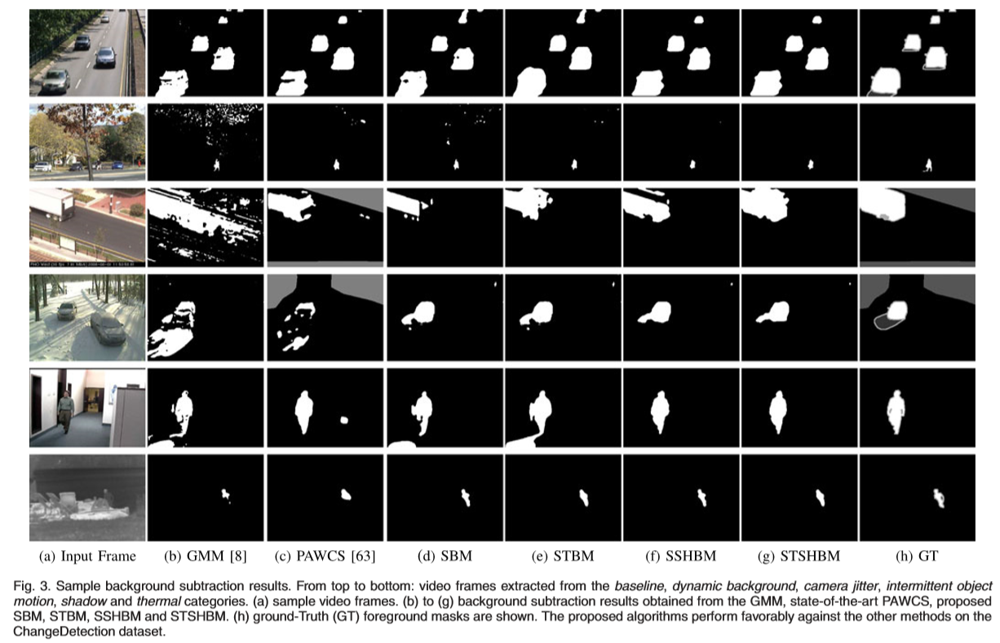 (a) Input Frame (b) GMM [8] (c) PAWCS [63] (d) SBM (e) STBM (f) SSHBM (g) STSHBM (h) GT
Fig. 3. Sample background subtraction results. From top to bottom: video frames extracted from the baseline, dynamic background, camera jitter, intermittent object
motion, shadow and thermal categories. (a) sample video frames. (b) to (g) background subtraction results obtained from the GMM, state-of-the-art PAWCS, proposed
SBM, STBM, SSHBM and STSHBM. (h) ground-Truth (GT) foreground masks are shown. The proposed algorithms perform favorably against the other methods on the
ChangeDetection dataset.